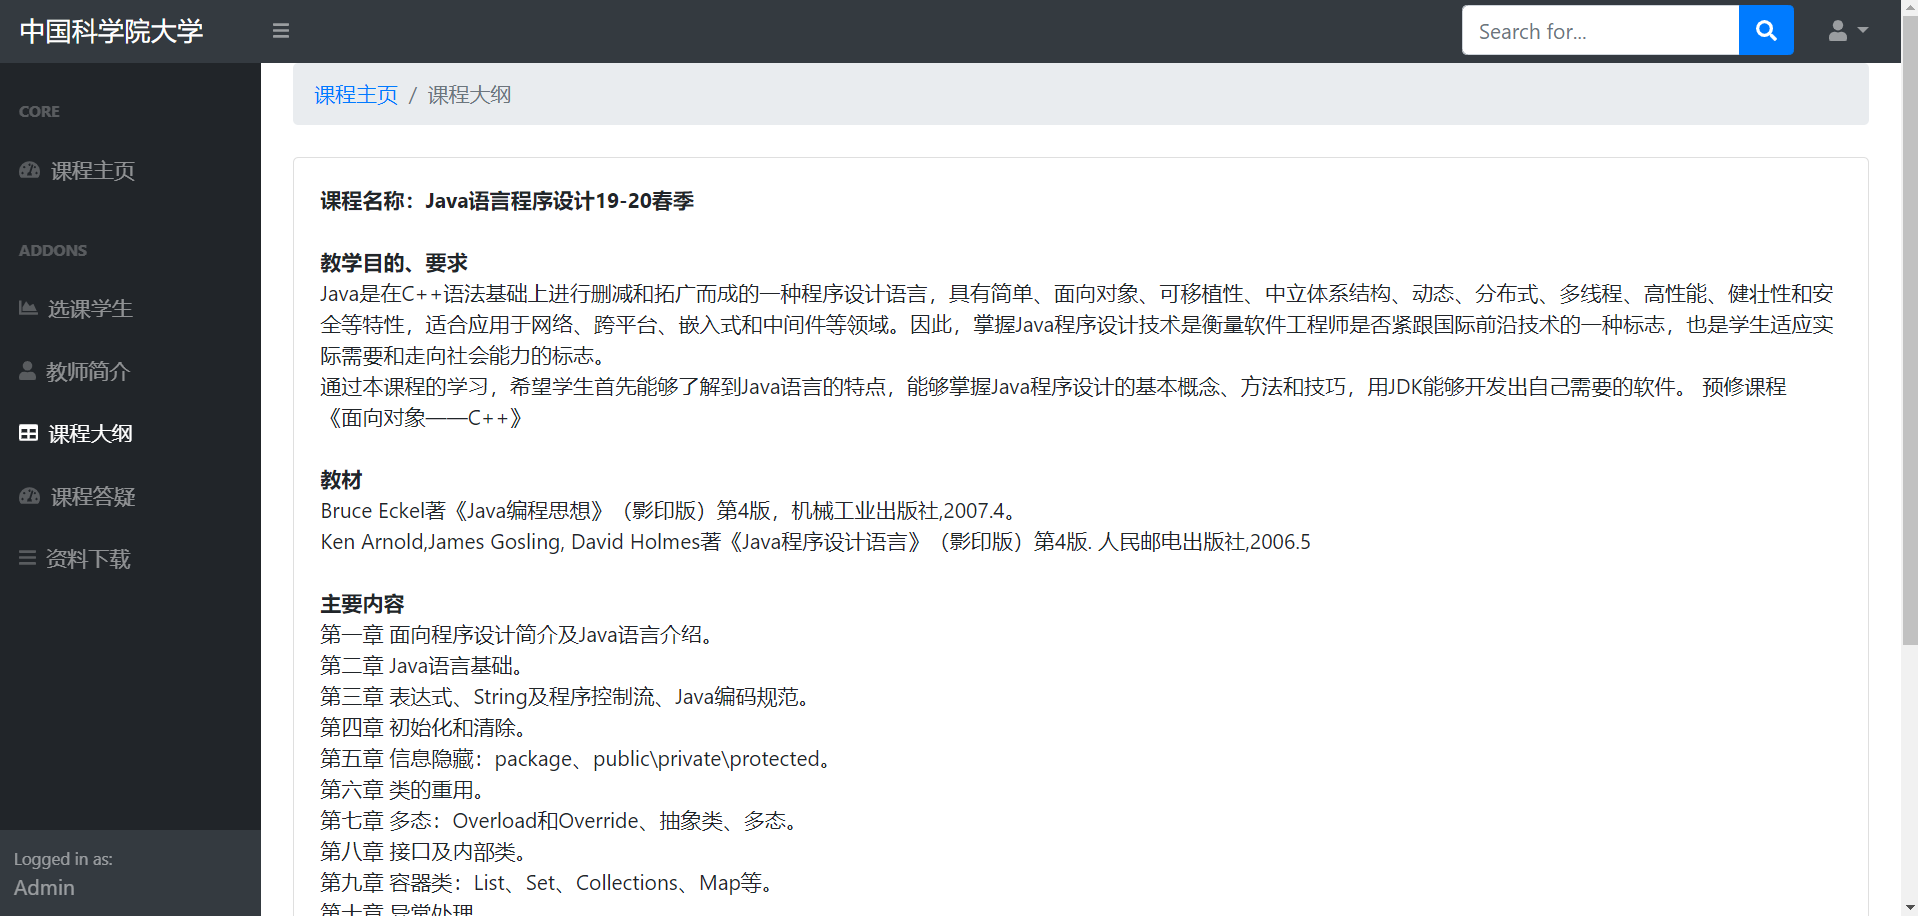 中国科学院大学
Search for...
CORE
课程主页
ADDONS
选课学生
教师简介
课程大纲
课程答疑
资料下载
Logged in as:
Admin
课程主页 / 课程大纲
课程名称：Java语言程序设计19-20春季
教学目的、要求
Java是在C++语法基础上进行删减和拓广而成的一种程序设计语言，具有简单、面向对象、可移植性、中立体系结构、动态、分布式、多线程、高性能、健壮性和安
全等特性，适合应用于网络、跨平台、嵌入式和中间件等领域。因此，掌握Java程序设计技术是衡量软件工程师是否紧跟国际前沿技术的一种标志，也是学生适应实
际需要和走向社会能力的标志。
通过本课程的学习，希望学生首先能够了解到Java语言的特点，能够掌握Java程序设计的基本概念、方法和技巧，用JDK能够开发出自己需要的软件。 预修课程
《面向对象——C++》
教材
Bruce Eckel著《Java编程思想》（影印版）第4版，机械工业出版社,2007.4。
Ken Arnold,James Gosling, David Holmes著《Java程序设计语言》（影印版）第4版. 人民邮电出版社,2006.5
主要内容
第一章 面向程序设计简介及Java语言介绍。
第二章 Java语言基础。
第三章 表达式、String及程序控制流、Java编码规范。
第四章 初始化和清除。
第五章 信息隐藏：package、public\private\protected。
第六章 类的重用。
第七章 多态：Overload和Override、抽象类、多态。
第八章 接口及内部类。
第九章 容器类：List、Set、Collections、Map等。
第十章 异常处理